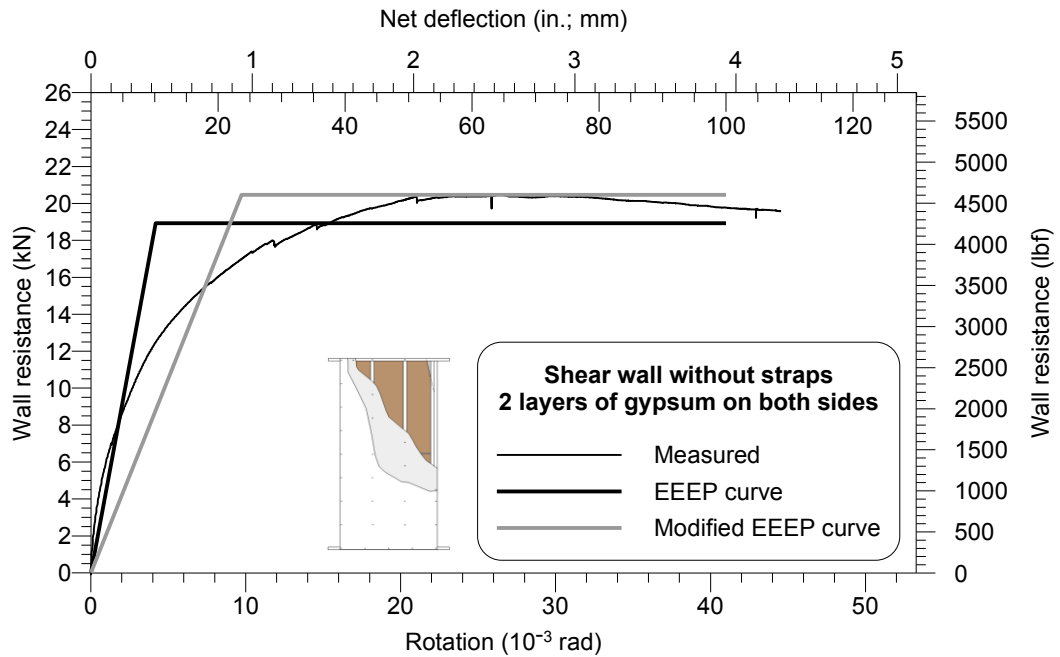 Net deflection (in.; mm)
0 1 2 3 4 5
20 40 60 80 100 120
26
24
22
20
18
16
14
12
10
8
6
4
2
0
Wall resistance (kN)
5500
5000
4500
4000
3500
3000
2500
2000
1500
1000
500
0
Wall resistance (lbf)
Shear wall without straps
2 layers of gypsum on both sides
Measured
EEEP curve
Modified EEEP curve
0 10 20 30 40 50
Rotation (10⁻³ rad)